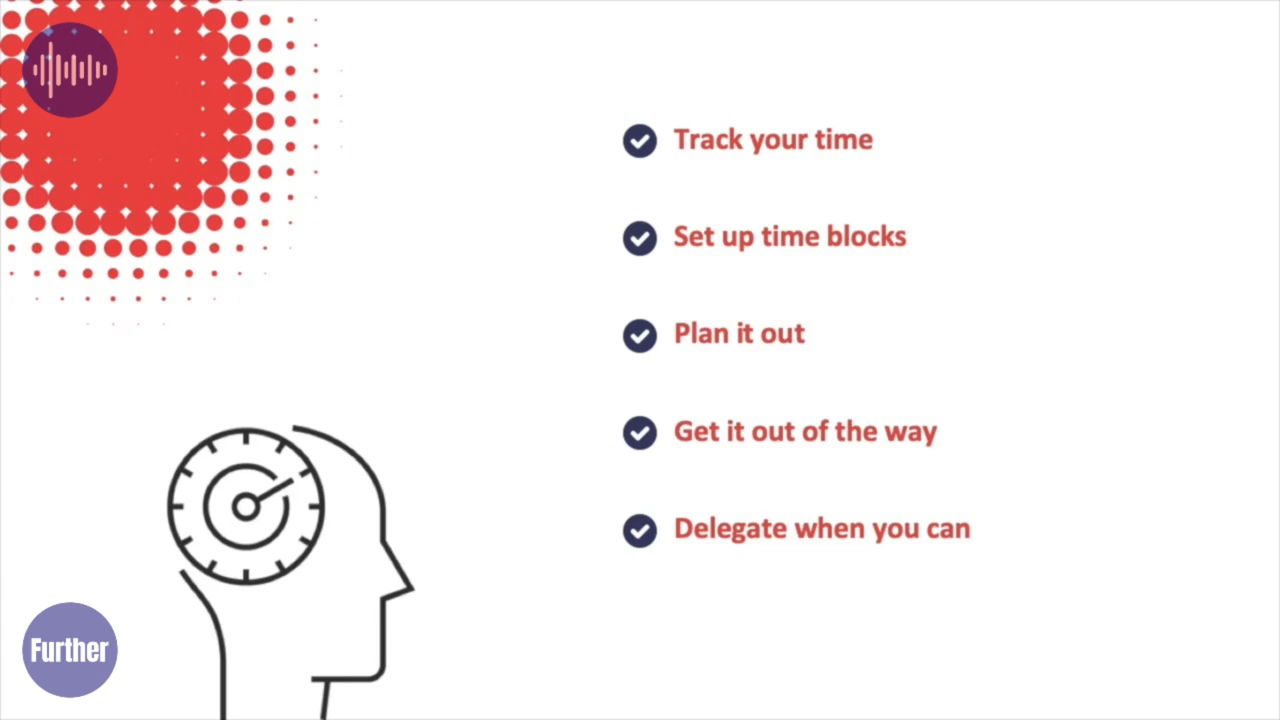 Track your time
Set up time blocks
Plan it out
Get it out of the way
Delegate when you can
Further